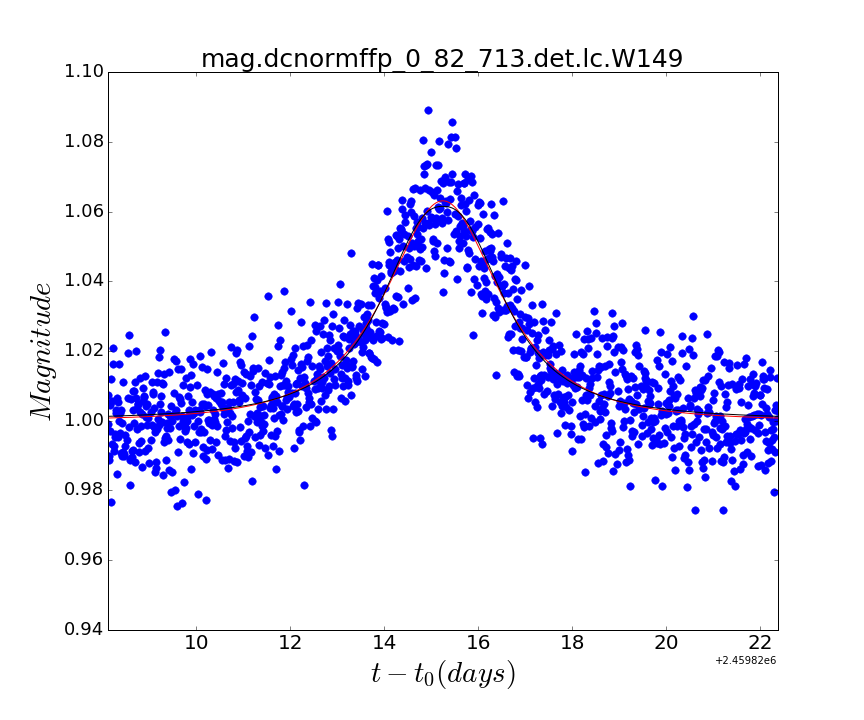 mag.dcnormffp_0_82_713.det.lc.W149
1.10
1.08
1.06
1.04
1.02
1.00
0.98
0.96
0.94
Magnitude
10 12 14 16 18 20 22
+2.45982e6
t − t₀(days)